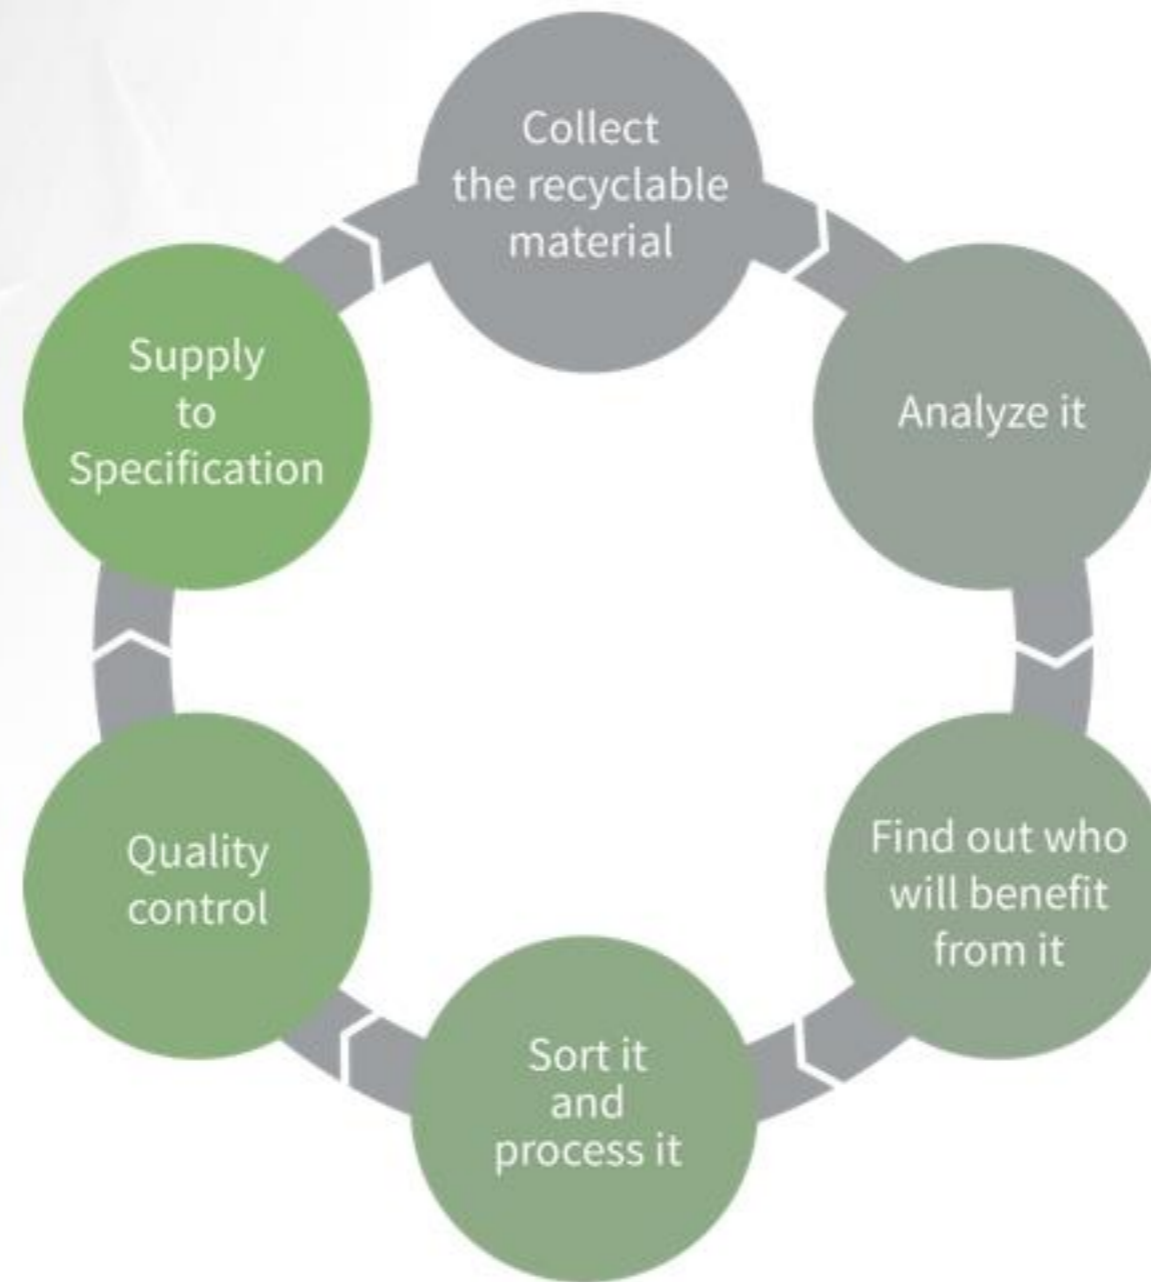 Collect
the recyclable
material
Analyze it
Find out who
will benefit
from it
Sort it
and
process it
Quality
control
Supply
to
Specification